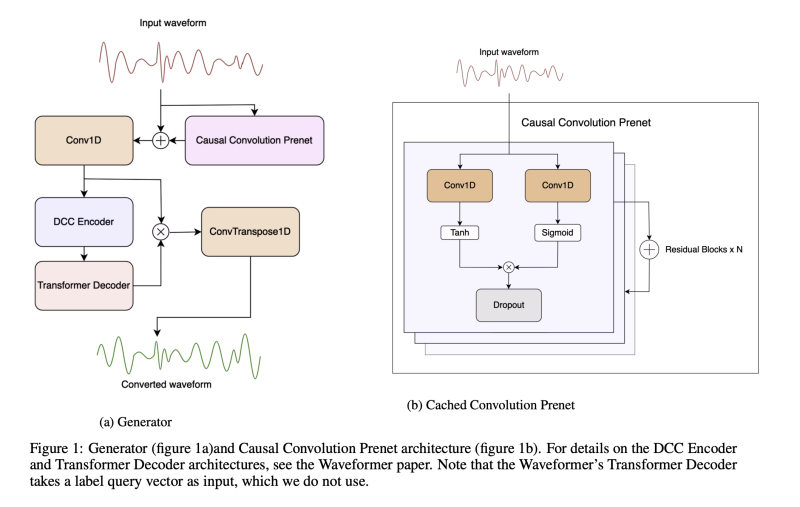 Input waveform
Conv1D
Causal Convolution Prenet
DCC Encoder
ConvTranspose1D
Transformer Decoder
Converted waveform
(a) Generator
Input waveform
Causal Convolution Prenet
Conv1D
Conv1D
Tanh
Sigmoid
Residual Blocks x N
Dropout
(b) Cached Convolution Prenet
Figure 1: Generator (figure 1a)and Causal Convolution Prenet architecture (figure 1b). For details on the DCC Encoder
and Transformer Decoder architectures, see the Waveformer paper. Note that the Waveformer's Transformer Decoder
takes a label query vector as input, which we do not use.